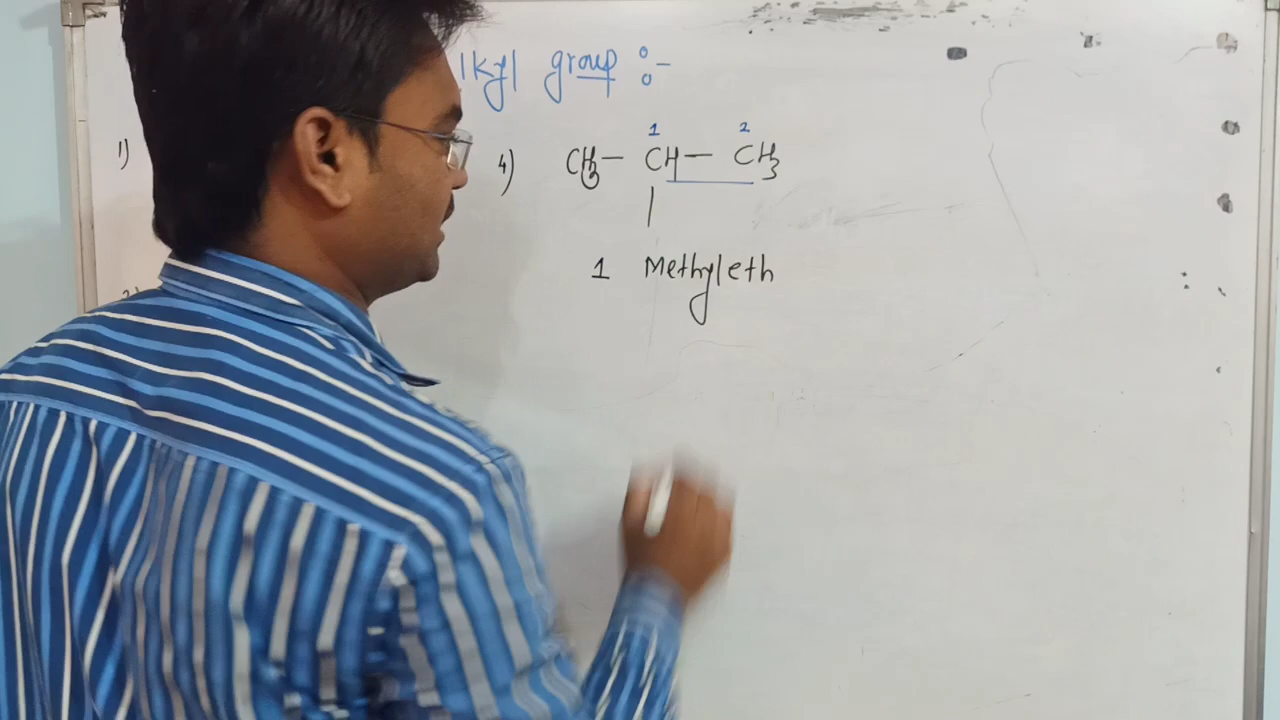 lkyl group :-
1)
4) CH3 - CH - CH3
1 2
|
1 Methyleth